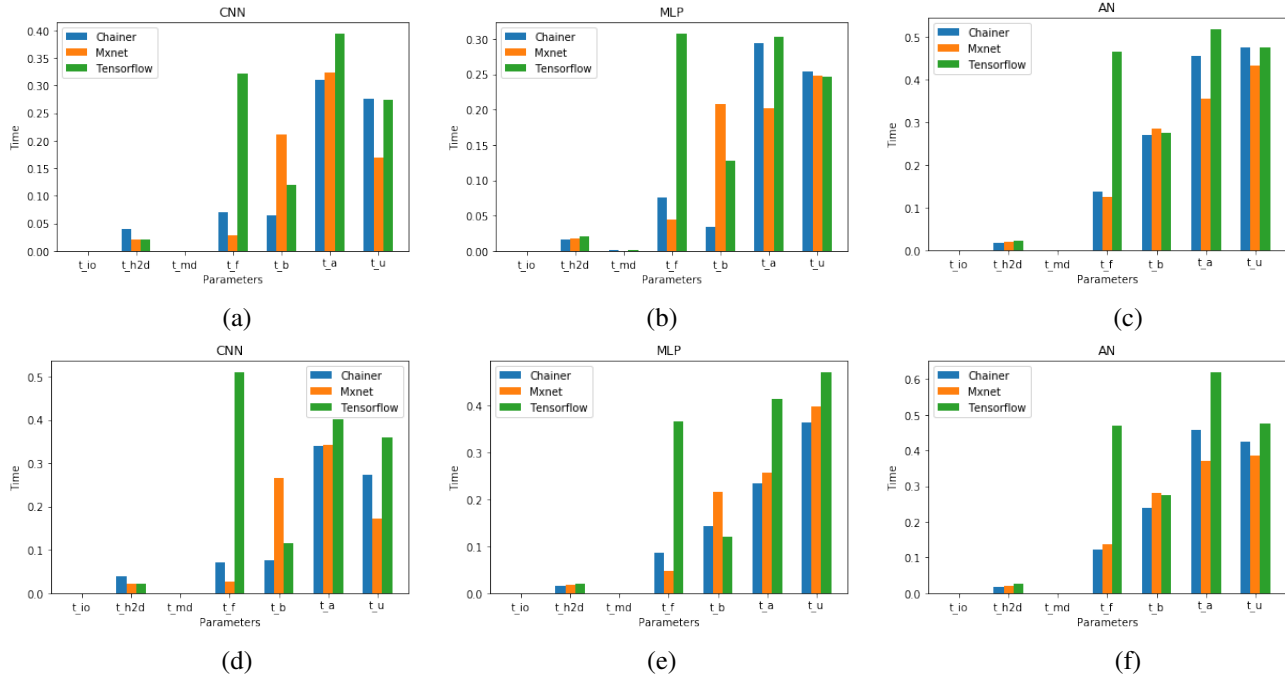 CNN
Chainer
Mxnet
Tensorflow
0.40
0.35
0.30
0.25
0.20
0.15
0.10
0.05
0.00
Time
t_io t_h2d t_md t_f t_b t_a t_u
Parameters
(a)
MLP
Chainer
Mxnet
Tensorflow
0.30
0.25
0.20
0.15
0.10
0.05
0.00
Time
t_io t_h2d t_md t_f t_b t_a t_u
Parameters
(b)
AN
Chainer
Mxnet
Tensorflow
0.5
0.4
0.3
0.2
0.1
0.0
Time
t_io t_h2d t_md t_f t_b t_a t_u
Parameters
(c)
CNN
Chainer
Mxnet
Tensorflow
0.5
0.4
0.3
0.2
0.1
0.0
Time
t_io t_h2d t_md t_f t_b t_a t_u
Parameters
(d)
MLP
Chainer
Mxnet
Tensorflow
0.4
0.3
0.2
0.1
0.0
Time
t_io t_h2d t_md t_f t_b t_a t_u
Parameters
(e)
AN
Chainer
Mxnet
Tensorflow
0.6
0.5
0.4
0.3
0.2
0.1
0.0
Time
t_io t_h2d t_md t_f t_b t_a t_u
Parameters
(f)